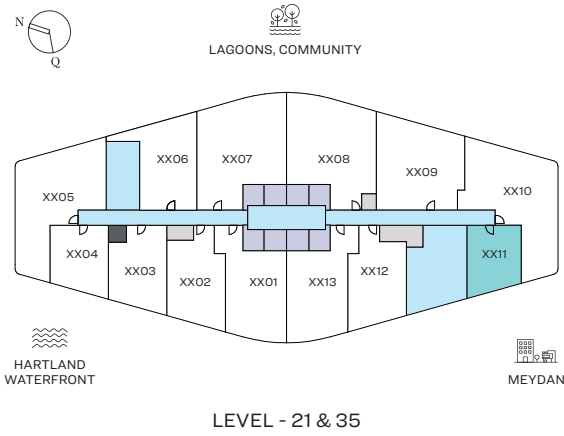 N
Q
LAGOONS, COMMUNITY
XX06
XX07
XX08
XX09
XX05
XX10
XX04
XX03
XX02
XX01
XX13
XX12
XX11
HARTLAND
WATERFRONT
MEYDAN
LEVEL - 21 & 35